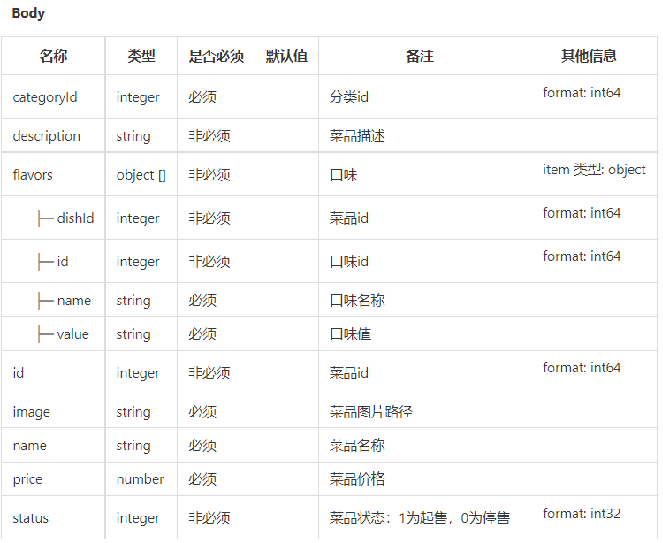 Body
名称 类型 是否必须 默认值 备注 其他信息
categoryId integer 必须 分类id format: int64
description string 非必须 菜品描述
flavors object [] 非必须 口味 item 类型: object
├─ dishId integer 非必须 菜品id format: int64
├─ id integer 非必须 口味id format: int64
├─ name string 必须 口味名称
├─ value string 必须 口味值
id integer 非必须 菜品id format: int64
image string 必须 菜品图片路径
name string 必须 菜品名称
price number 必须 菜品价格
status integer 非必须 菜品状态：1为起售，0为停售 format: int32